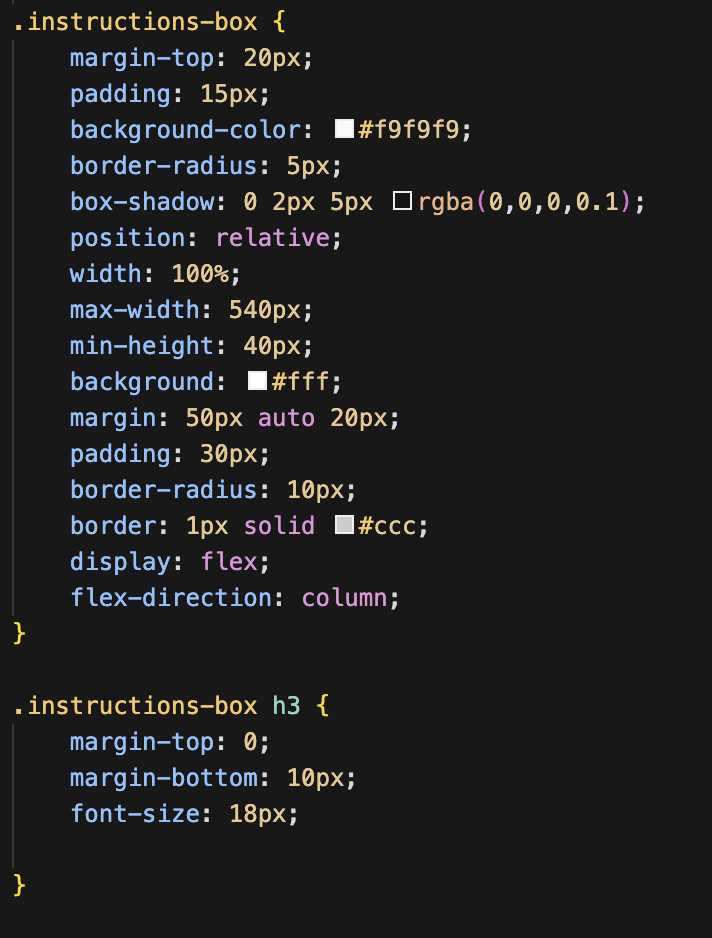 .instructions-box {
    margin-top: 20px;
    padding: 15px;
    background-color: #f9f9f9;
    border-radius: 5px;
    box-shadow: 0 2px 5px rgba(0,0,0,0.1);
    position: relative;
    width: 100%;
    max-width: 540px;
    min-height: 40px;
    background: #fff;
    margin: 50px auto 20px;
    padding: 30px;
    border-radius: 10px;
    border: 1px solid #ccc;
    display: flex;
    flex-direction: column;
}

.instructions-box h3 {
    margin-top: 0;
    margin-bottom: 10px;
    font-size: 18px;

}